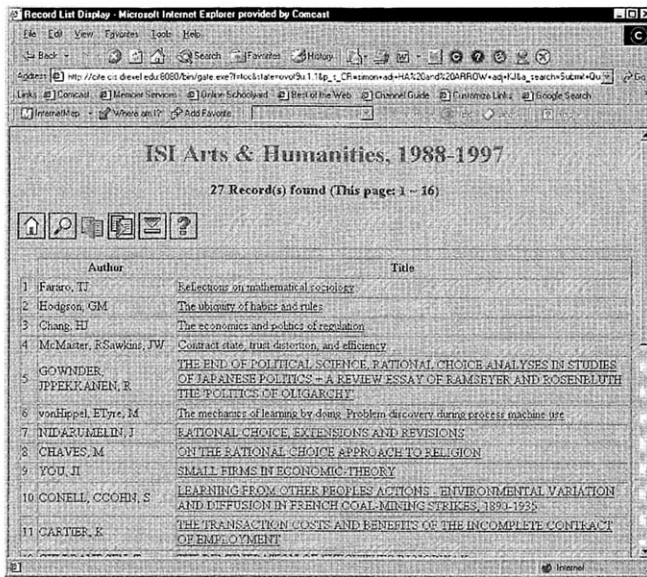 Record List Display - Microsoft Internet Explorer provided by Comcast
File Edit View Favorites Tools Help
Back Search Favorites History
Address Go
Links Comcast Member Services Online Schoolyard Best of the Web Channel Guide Customize Links Google Search
InternetMap Where am I? Add Favorite
ISI Arts & Humanities, 1988-1997
27 Record(s) found (This page: 1 ~ 16)
?
Author Title
1 Fararo, TJ Reflections on mathematical sociology
2 Hodgson, GM The ubiquity of habits and rules
3 Chang, HJ The economics and politics of regulation
4 McMaster, RSawkins, JW Contract state, trust distortion, and efficiency
5 GOWNDER, JPPEKKANEN, R THE END OF POLITICAL SCIENCE, RATIONAL CHOICE ANALYSES IN STUDIES
OF JAPANESE POLITICS - A REVIEW ESSAY OF RAMSEYER AND ROSENBLUTH
THE 'POLITICS OF OLIGARCHY'
6 vonHippel, ETyre, M The mechanics of learning by doing: Problem discovery during process machine use
7 NIDARUMELIN, J RATIONAL CHOICE, EXTENSIONS AND REVISIONS
8 CHAVES, M ON THE RATIONAL CHOICE APPROACH TO RELIGION
9 YOU, JI SMALL FIRMS IN ECONOMIC-THEORY
10 CONELL, CCOHN, S LEARNING FROM OTHER PEOPLES ACTIONS - ENVIRONMENTAL VARIATION
AND DIFFUSION IN FRENCH COAL-MINING STRIKES, 1890-1935
11 CARTIER, K THE TRANSACTION COSTS AND BENEFITS OF THE INCOMPLETE CONTRACT
OF EMPLOYMENT
Internet